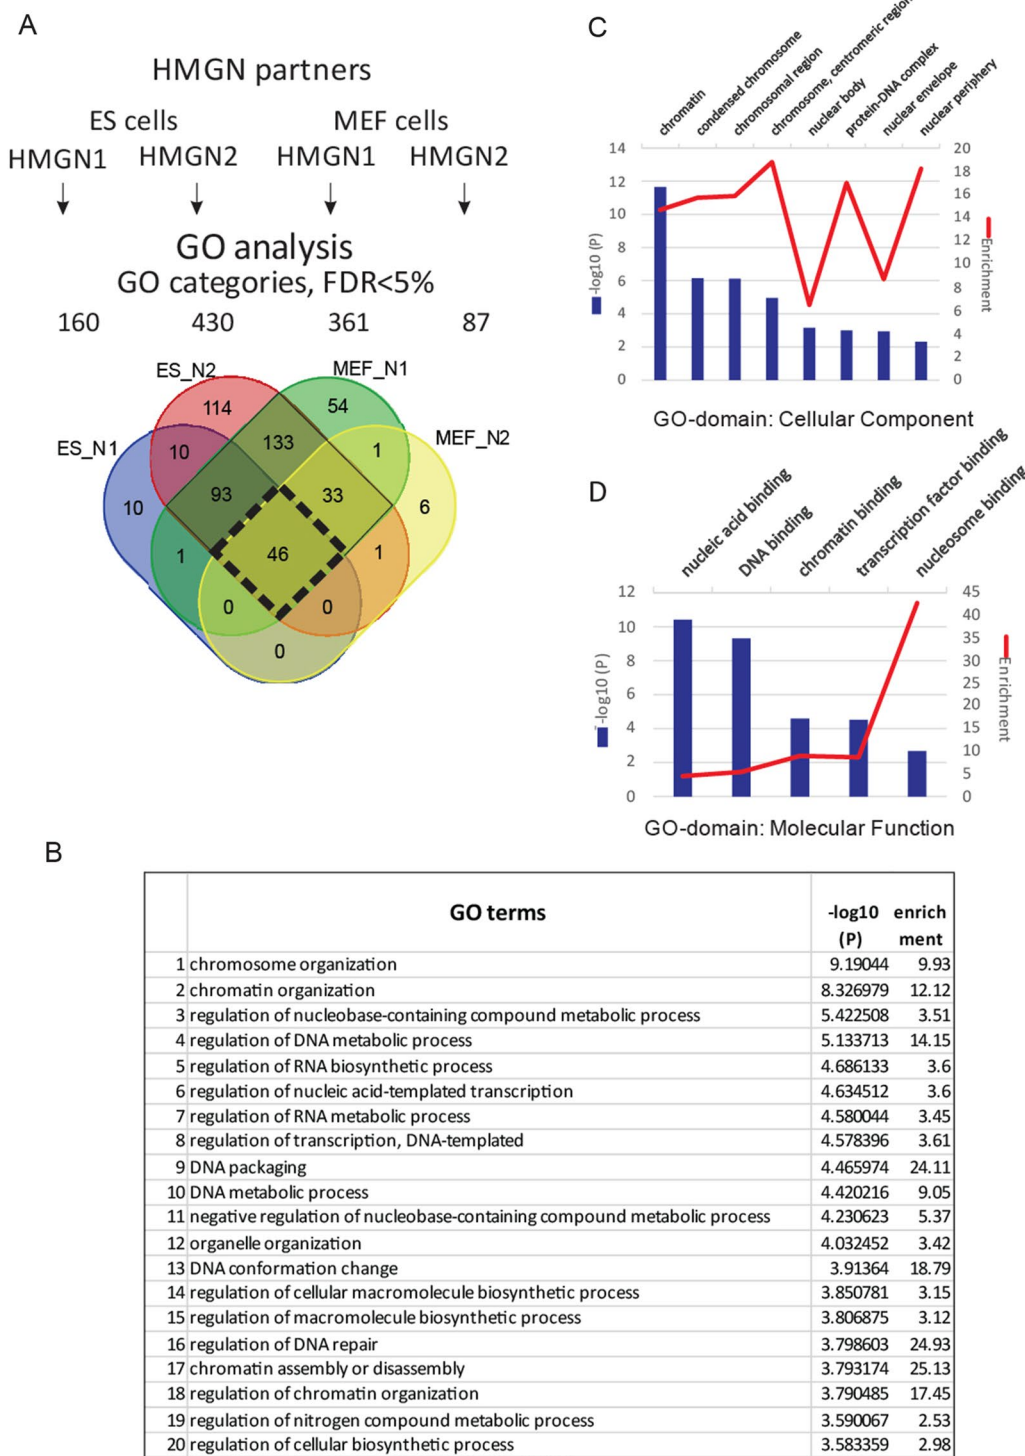 A
HMGN partners
ES cells MEF cells
HMGN1 HMGN2 HMGN1 HMGN2
GO analysis
GO categories, FDR<5%
160 430 361 87
ES_N2 MEF_N1
ES_N1 MEF_N2
114 54
10 133 1
10 93 33 6
1 46 1
0 0
0
C
chromatin
condensed chromosome
chromosomal region
chromosome, centromeric region
nuclear body
protein-DNA complex
nuclear envelope
nuclear periphery
14
12
10
8
6
4
2
0
-log10 (P)
20
18
16
14
12
10
8
6
4
2
0
Enrichment
GO-domain: Cellular Component
D
nucleic acid binding
DNA binding
chromatin binding
transcription factor binding
nucleosome binding
12
10
8
6
4
2
0
-log10 (P)
45
40
35
30
25
20
15
10
5
0
Enrichment
GO-domain: Molecular Function
B
GO terms -log10 (P) enrich ment
1 chromosome organization 9.19044 9.93
2 chromatin organization 8.326979 12.12
3 regulation of nucleobase-containing compound metabolic process 5.422508 3.51
4 regulation of DNA metabolic process 5.133713 14.15
5 regulation of RNA biosynthetic process 4.686133 3.6
6 regulation of nucleic acid-templated transcription 4.634512 3.6
7 regulation of RNA metabolic process 4.580044 3.45
8 regulation of transcription, DNA-templated 4.578396 3.61
9 DNA packaging 4.465974 24.11
10 DNA metabolic process 4.420216 9.05
11 negative regulation of nucleobase-containing compound metabolic process 4.230623 5.37
12 organelle organization 4.032452 3.42
13 DNA conformation change 3.91364 18.79
14 regulation of cellular macromolecule biosynthetic process 3.850781 3.15
15 regulation of macromolecule biosynthetic process 3.806875 3.12
16 regulation of DNA repair 3.798603 24.93
17 chromatin assembly or disassembly 3.793174 25.13
18 regulation of chromatin organization 3.790485 17.45
19 regulation of nitrogen compound metabolic process 3.590067 2.53
20 regulation of cellular biosynthetic process 3.583359 2.98